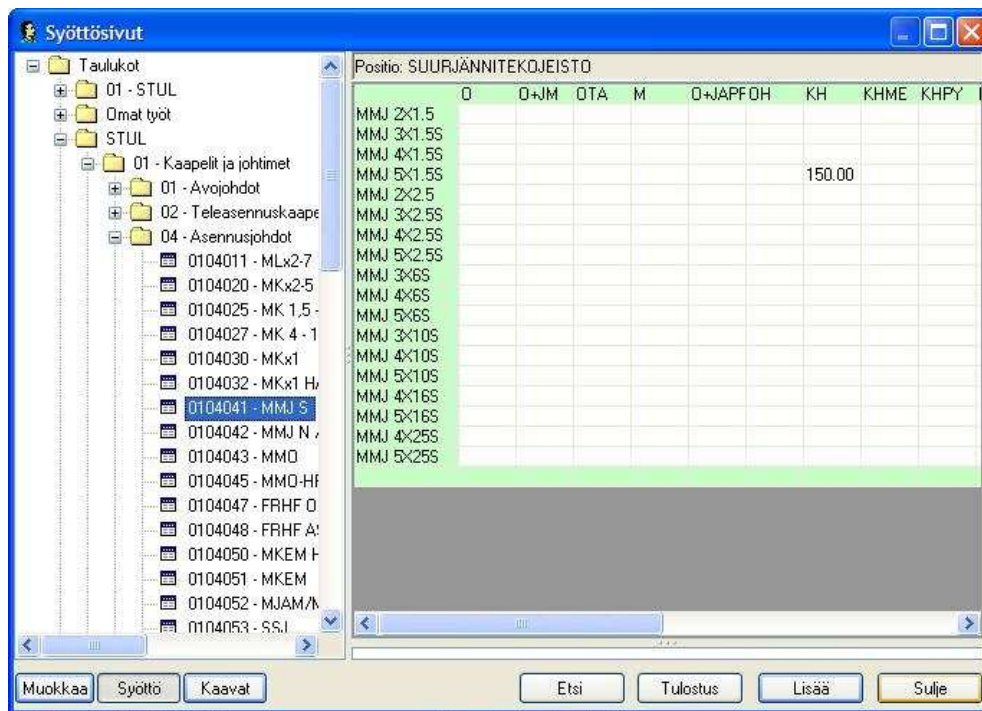 Syöttösivut
Taulukot
01 - STUL
Omat työt
STUL
01 - Kaapelit ja johtimet
01 - Avojohdot
02 - Teleasennuskaape
04 - Asennusjohdot
0104011 - MLx2-7
0104020 - MKx2-5
0104025 - MK 1,5 -
0104027 - MK 4 - 1
0104030 - MKx1
0104032 - MKx1 HA
0104041 - MMJ S
0104042 - MMJ N
0104043 - MMO
0104045 - MMO-HF
0104047 - FRHF O
0104048 - FRHF AS
0104050 - MKEM H
0104051 - MKEM
0104052 - MJAM/M
0104053 - SSJ
Positio: SUURJÄNNITEKOJEISTO
O O+JM OTA M O+JAPF OH KH KHME KHPY
MMJ 2X1.5
MMJ 3X1.5S
MMJ 4X1.5S
MMJ 5X1.5S 150.00
MMJ 2X2.5
MMJ 3X2.5S
MMJ 4X2.5S
MMJ 5X2.5S
MMJ 3X6S
MMJ 4X6S
MMJ 5X6S
MMJ 3X10S
MMJ 4X10S
MMJ 5X10S
MMJ 4X16S
MMJ 5X16S
MMJ 4X25S
MMJ 5X25S
Muokkaa Syöttö Kaavat Etsi Tulostus Lisää Sulje